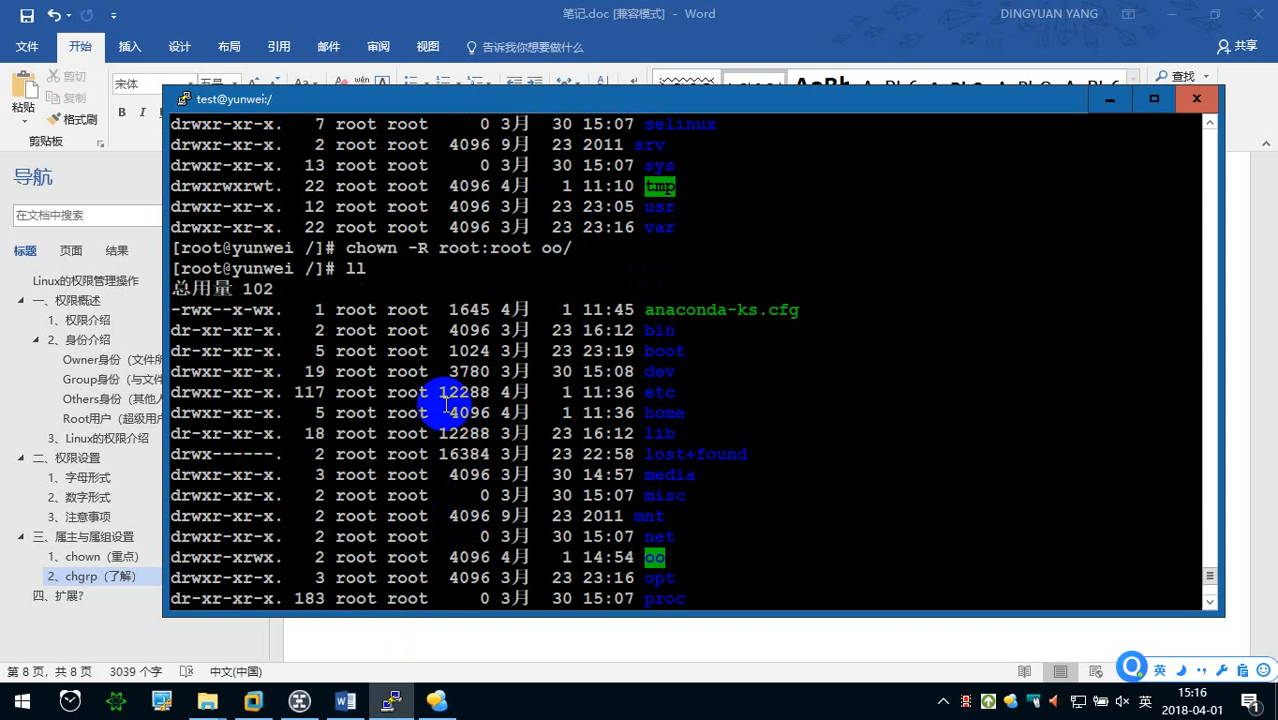 笔记.doc [兼容模式] - Word
DINGYUAN YANG
文件 开始 插入 设计 布局 引用 邮件 审阅 视图 告诉我你想要做什么 共享
粘贴
剪切
复制
格式刷
剪贴板
宋体
五号
B I
查找
导航
在文档中搜索
标题 页面 结果
Linux的权限管理操作
一、权限概述
1、权限介绍
2、身份介绍
Owner身份（文件所
Group身份（与文件
Others身份（其他人
Root用户（超级用户
3、Linux的权限介绍
二、权限设置
1、字母形式
2、数字形式
3、注意事项
三、属主与属组设置
1、chown（重点）
2、chgrp（了解）
四、扩展?
test@yunwei:/
drwxr-xr-x. 7 root root 0 3月 30 15:07 selinux
drwxr-xr-x. 2 root root 4096 9月 23 2011 srv
drwxr-xr-x. 13 root root 0 3月 30 15:07 sys
drwxrwxrwt. 22 root root 4096 4月 1 11:10 tmp
drwxr-xr-x. 12 root root 4096 3月 23 23:05 usr
drwxr-xr-x. 22 root root 4096 3月 23 23:16 var
[root@yunwei /]# chown -R root:root oo/
[root@yunwei /]# ll
总用量 102
-rwx--x-wx. 1 root root 1645 4月 1 11:45 anaconda-ks.cfg
dr-xr-xr-x. 2 root root 4096 3月 23 16:12 bin
dr-xr-xr-x. 5 root root 1024 3月 23 23:19 boot
drwxr-xr-x. 19 root root 3780 3月 30 15:08 dev
drwxr-xr-x. 117 root root 12288 4月 1 11:36 etc
drwxr-xr-x. 5 root root 4096 4月 1 11:36 home
dr-xr-xr-x. 18 root root 12288 3月 23 16:12 lib
drwx------. 2 root root 16384 3月 23 22:58 lost+found
drwxr-xr-x. 3 root root 4096 3月 30 14:57 media
drwxr-xr-x. 2 root root 0 3月 30 15:07 misc
drwxr-xr-x. 2 root root 4096 9月 23 2011 mnt
drwxr-xr-x. 2 root root 0 3月 30 15:07 net
drwxr-xrwx. 2 root root 4096 4月 1 14:54 oo
drwxr-xr-x. 3 root root 4096 3月 23 23:16 opt
dr-xr-xr-x. 183 root root 0 3月 30 15:07 proc
第 8 页，共 8 页 3039 个字 中文(中国)
英
英
15:16
2018-04-01